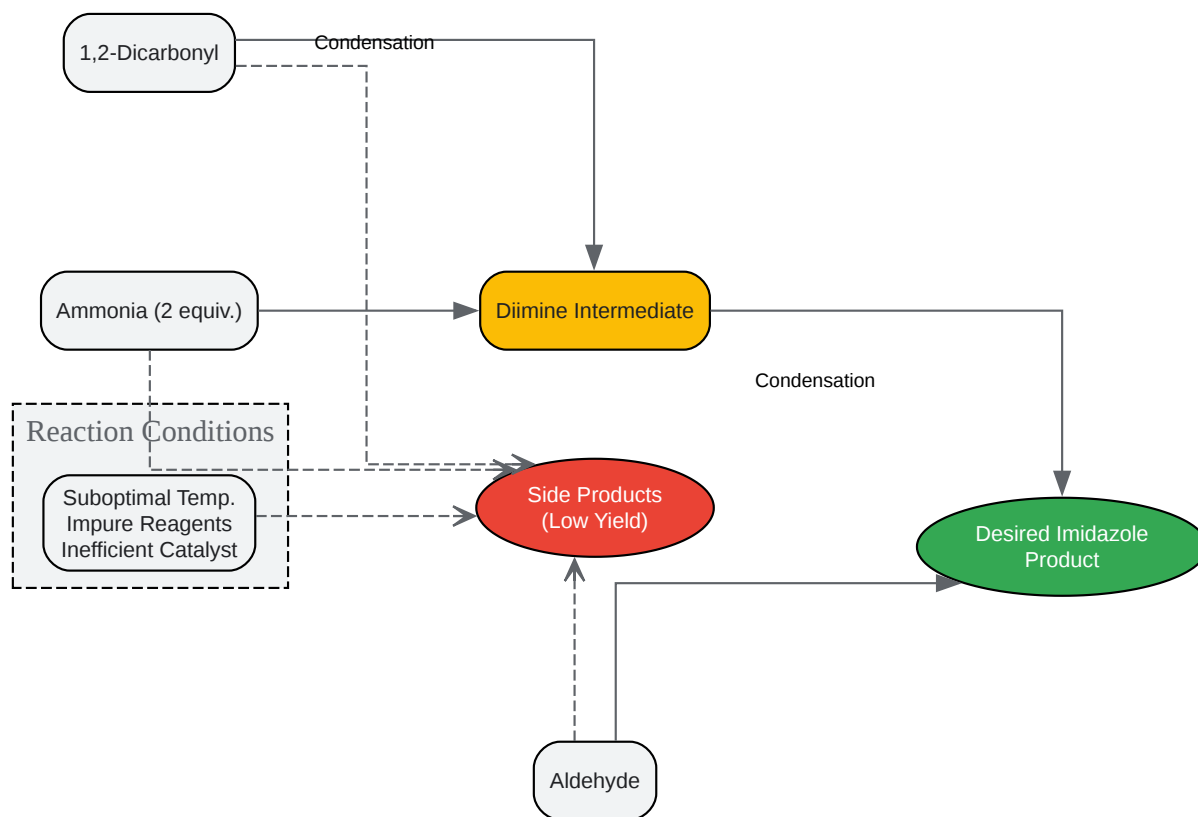 1,2-Dicarbonyl
Condensation
Ammonia (2 equiv.)
Diimine Intermediate
Condensation
Reaction Conditions
Suboptimal Temp.
Impure Reagents
Inefficient Catalyst
Side Products
(Low Yield)
Desired Imidazole
Product
Aldehyde